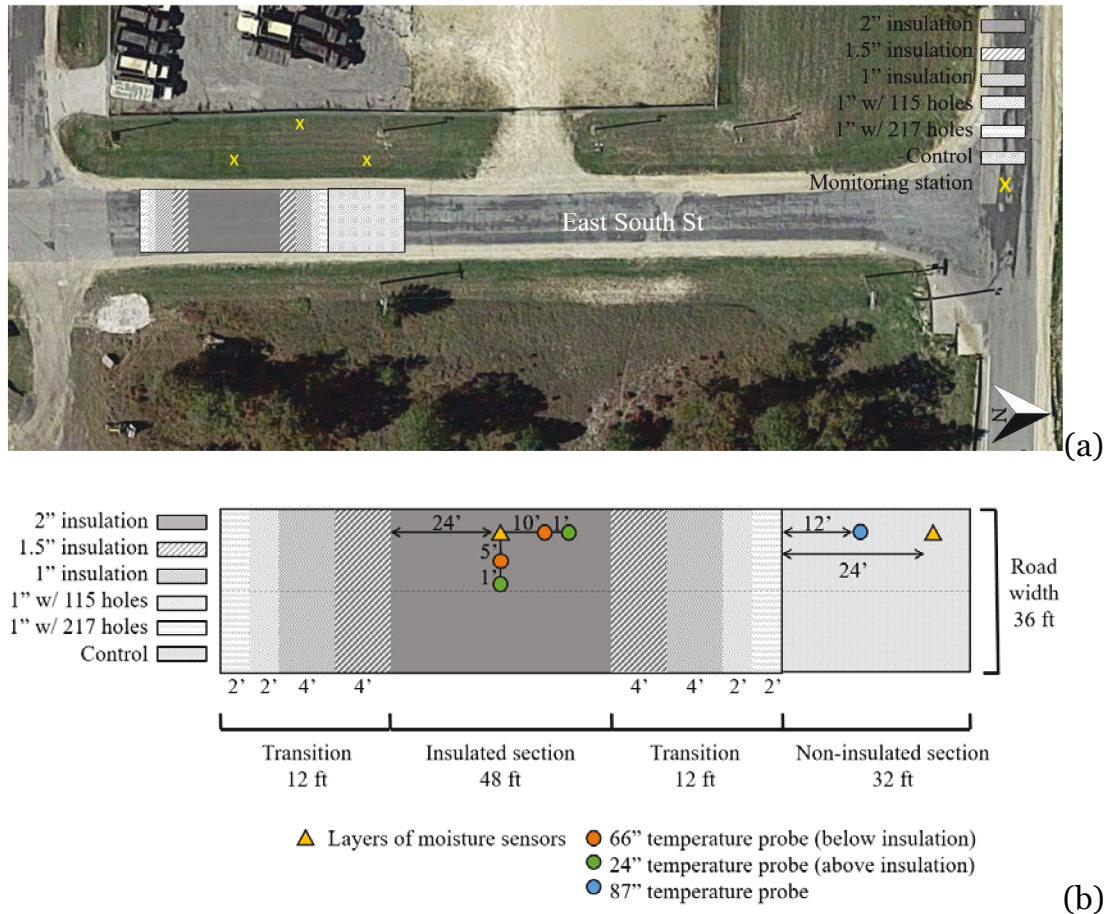 2” insulation
1.5” insulation
1” insulation
1” w/ 115 holes
1” w/ 217 holes
Control
Monitoring station X
X
X X
East South St
N
(a)
2” insulation
1.5” insulation
1” insulation
1” w/ 115 holes
1” w/ 217 holes
Control
24’ 10’ 1’
5’
1’
12’
24’
Road
width
36 ft
2’ 2’ 4’ 4’ 4’ 4’ 2’ 2’
Transition
12 ft
Insulated section
48 ft
Transition
12 ft
Non-insulated section
32 ft
Layers of moisture sensors
66” temperature probe (below insulation)
24” temperature probe (above insulation)
87” temperature probe
(b)